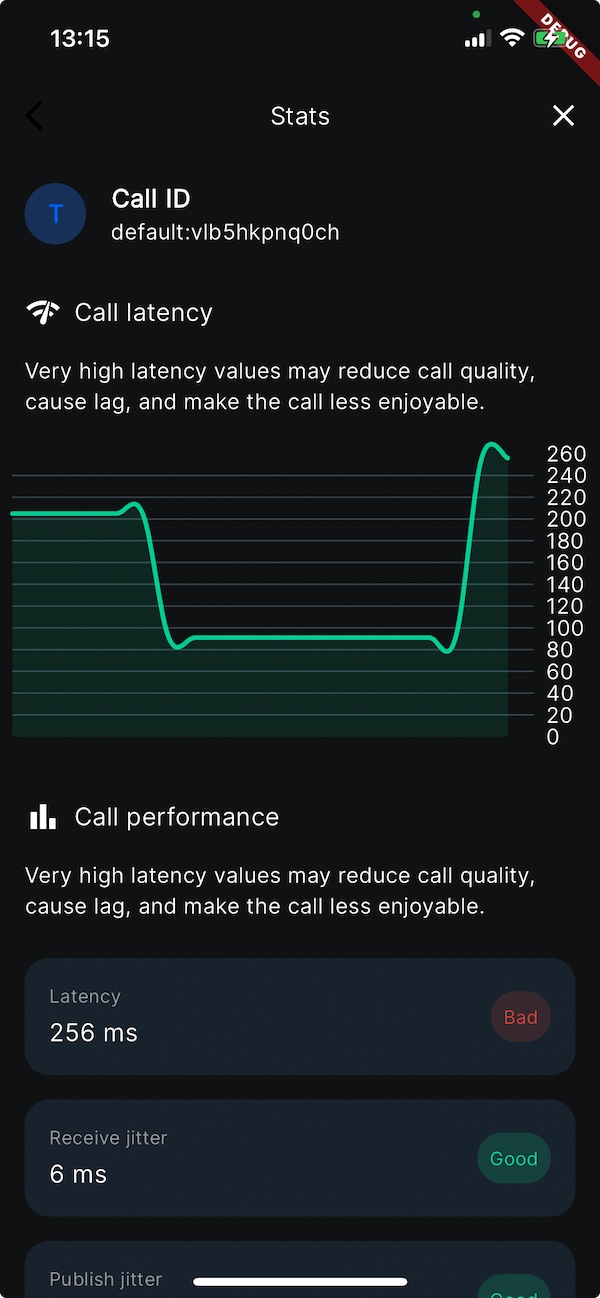 13:15
DEBUG
Stats
T
Call ID
default:vlb5hkpnq0ch
Call latency
Very high latency values may reduce call quality,
cause lag, and make the call less enjoyable.
260
240
220
200
180
160
140
120
100
80
60
40
20
0
Call performance
Very high latency values may reduce call quality,
cause lag, and make the call less enjoyable.
Latency
256 ms
Bad
Receive jitter
6 ms
Good
Publish jitter
Good